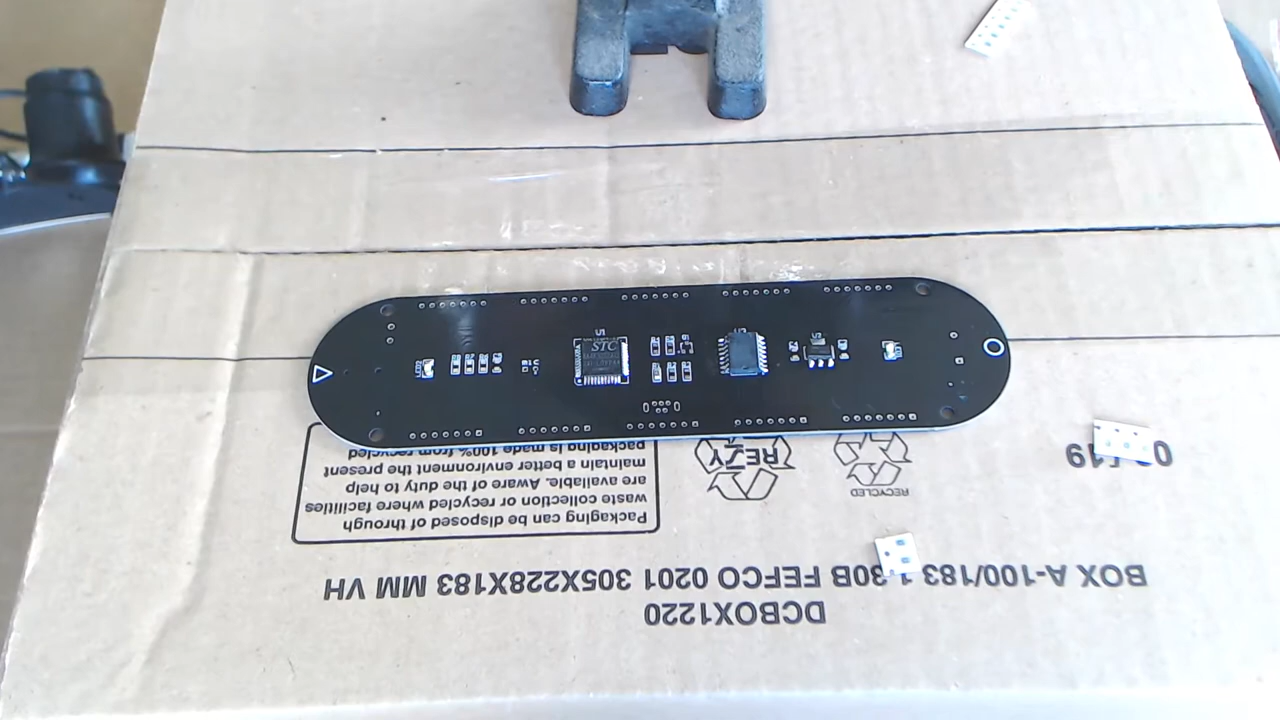 STC
BOX A-100/183 1 30B FEFCO 0201 305X228X183 MM VH
DCBOX1220
Packaging can be disposed of through
waste collection or recycled where facilities
are available. Aware of the duty to help
maintain a better environment present the
packaging is made 100% from recycled
REZY
RECYCLED